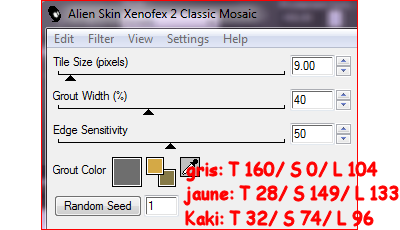 Alien Skin Xenofex 2 Classic Mosaic
Edit Filter View Settings Help
Tile Size (pixels) 9.00
Grout Width (%) 40
Edge Sensitivity 50
Grout Color
gris: T 160/ S 0/ L 104
jaune: T 28/ S 149/ L 133
Random Seed 1
Kaki: T 32/ S 74/ L 96